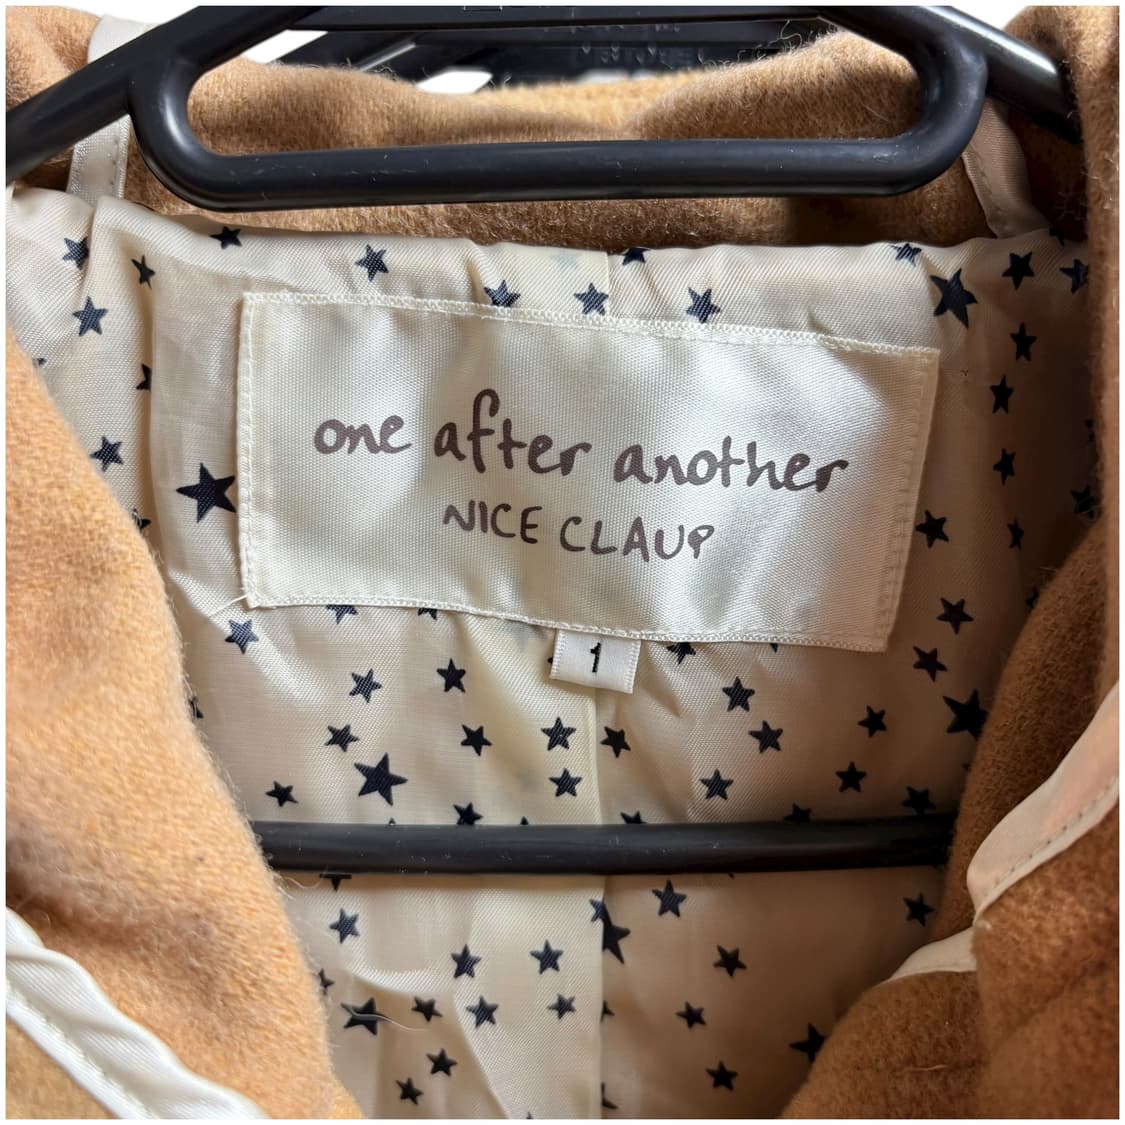 one after another
NICE CLAUP
1